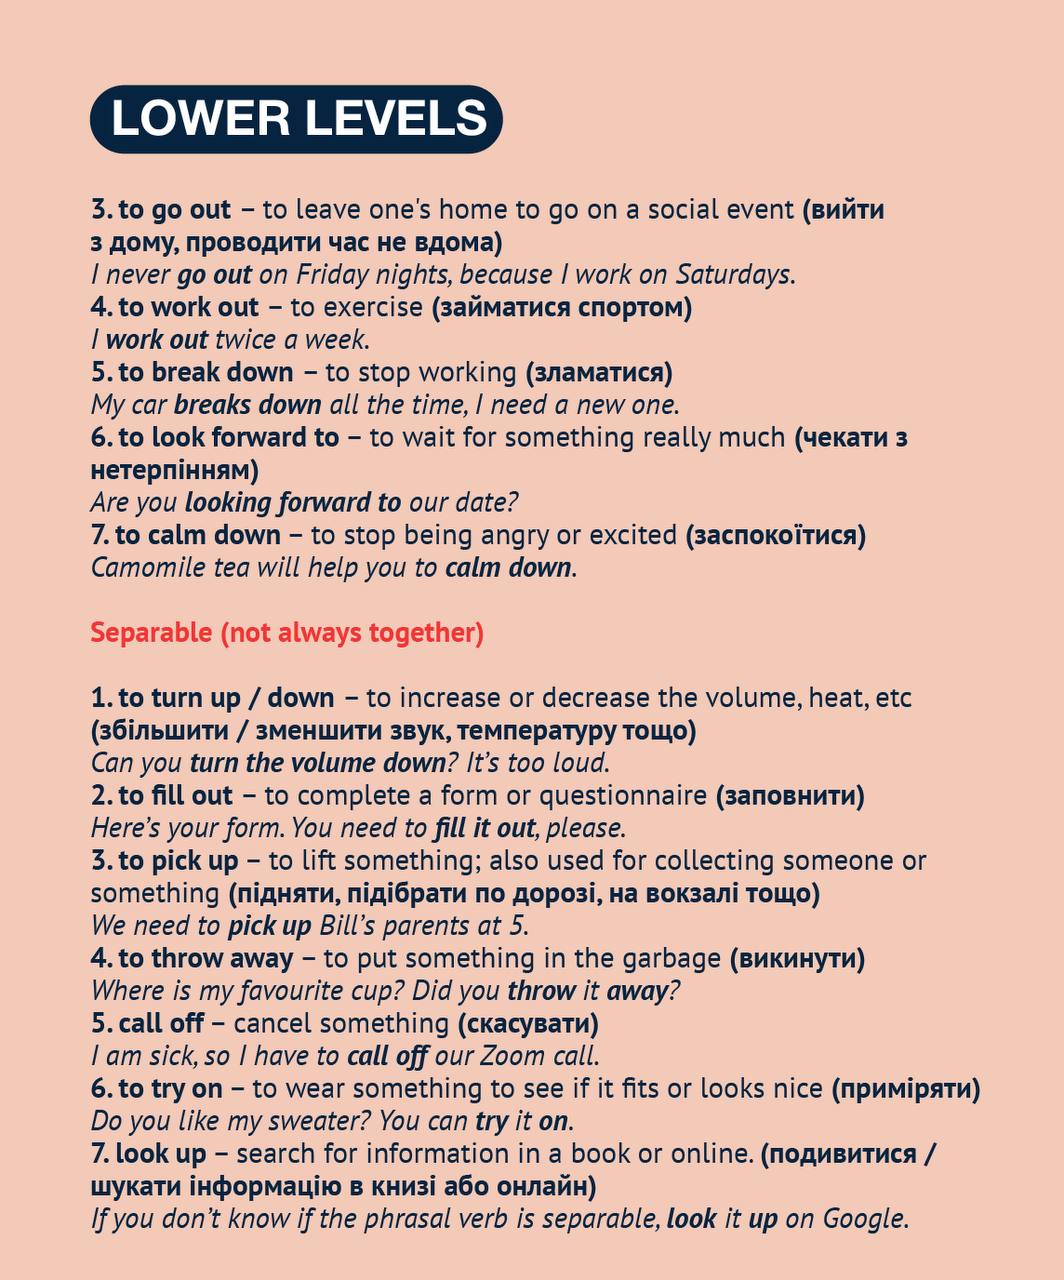 LOWER LEVELS
3. to go out – to leave one's home to go on a social event (вийти
з дому, проводити час не вдома)
I never go out on Friday nights, because I work on Saturdays.
4. to work out – to exercise (займатися спортом)
I work out twice a week.
5. to break down – to stop working (зламатися)
My car breaks down all the time, I need a new one.
6. to look forward to – to wait for something really much (чекати з
нетерпінням)
Are you looking forward to our date?
7. to calm down – to stop being angry or excited (заспокоїтися)
Camomile tea will help you to calm down.
Separable (not always together)
1. to turn up / down – to increase or decrease the volume, heat, etc
(збільшити / зменшити звук, температуру тощо)
Can you turn the volume down? It’s too loud.
2. to fill out – to complete a form or questionnaire (заповнити)
Here’s your form. You need to fill it out, please.
3. to pick up – to lift something; also used for collecting someone or
something (підняти, підібрати по дорозі, на вокзалі тощо)
We need to pick up Bill’s parents at 5.
4. to throw away – to put something in the garbage (викинути)
Where is my favourite cup? Did you throw it away?
5. call off – cancel something (скасувати)
I am sick, so I have to call off our Zoom call.
6. to try on – to wear something to see if it fits or looks nice (приміряти)
Do you like my sweater? You can try it on.
7. look up – search for information in a book or online. (подивитися /
шукати інформацію в книзі або онлайн)
If you don’t know if the phrasal verb is separable, look it up on Google.